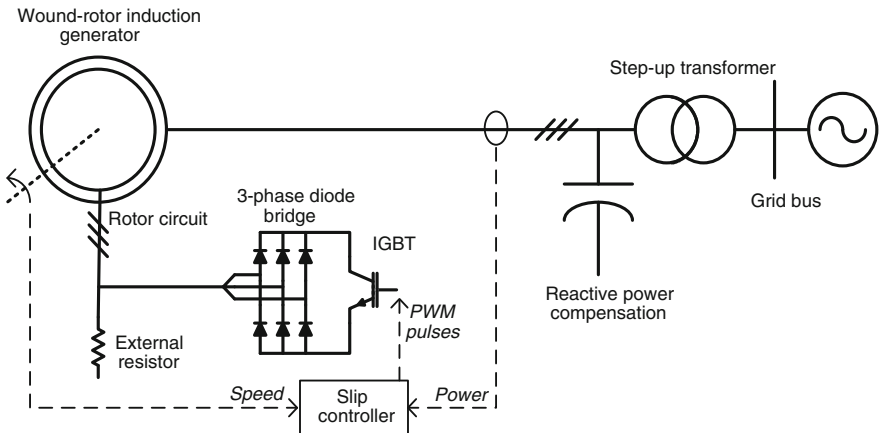 Wound-rotor induction
generator
Step-up transformer
Grid bus
Rotor circuit
3-phase diode
bridge
IGBT
Reactive power
compensation
PWM
pulses
External
resistor
Speed
Slip
controller
Power